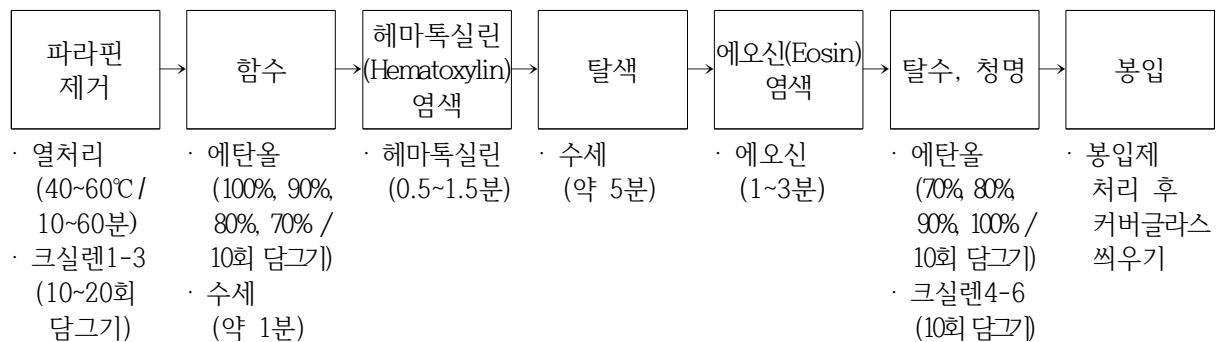 파라핀
제거
함수
헤마톡실린
(Hematoxylin)
염색
탈색
에오신(Eosin)
염색
탈수, 청명
봉입
· 열처리
(40~60℃ /
10~60분)
· 크실렌1-3
(10~20회
담그기)
· 에탄올
(100%, 90%,
80%, 70% /
10회 담그기)
· 수세
(약 1분)
· 헤마톡실린
(0.5~1.5분)
· 수세
(약 5분)
· 에오신
(1~3분)
· 에탄올
(70%, 80%,
90%, 100% /
10회 담그기)
· 크실렌4-6
(10회 담그기)
· 봉입제
처리 후
커버글라스
씌우기